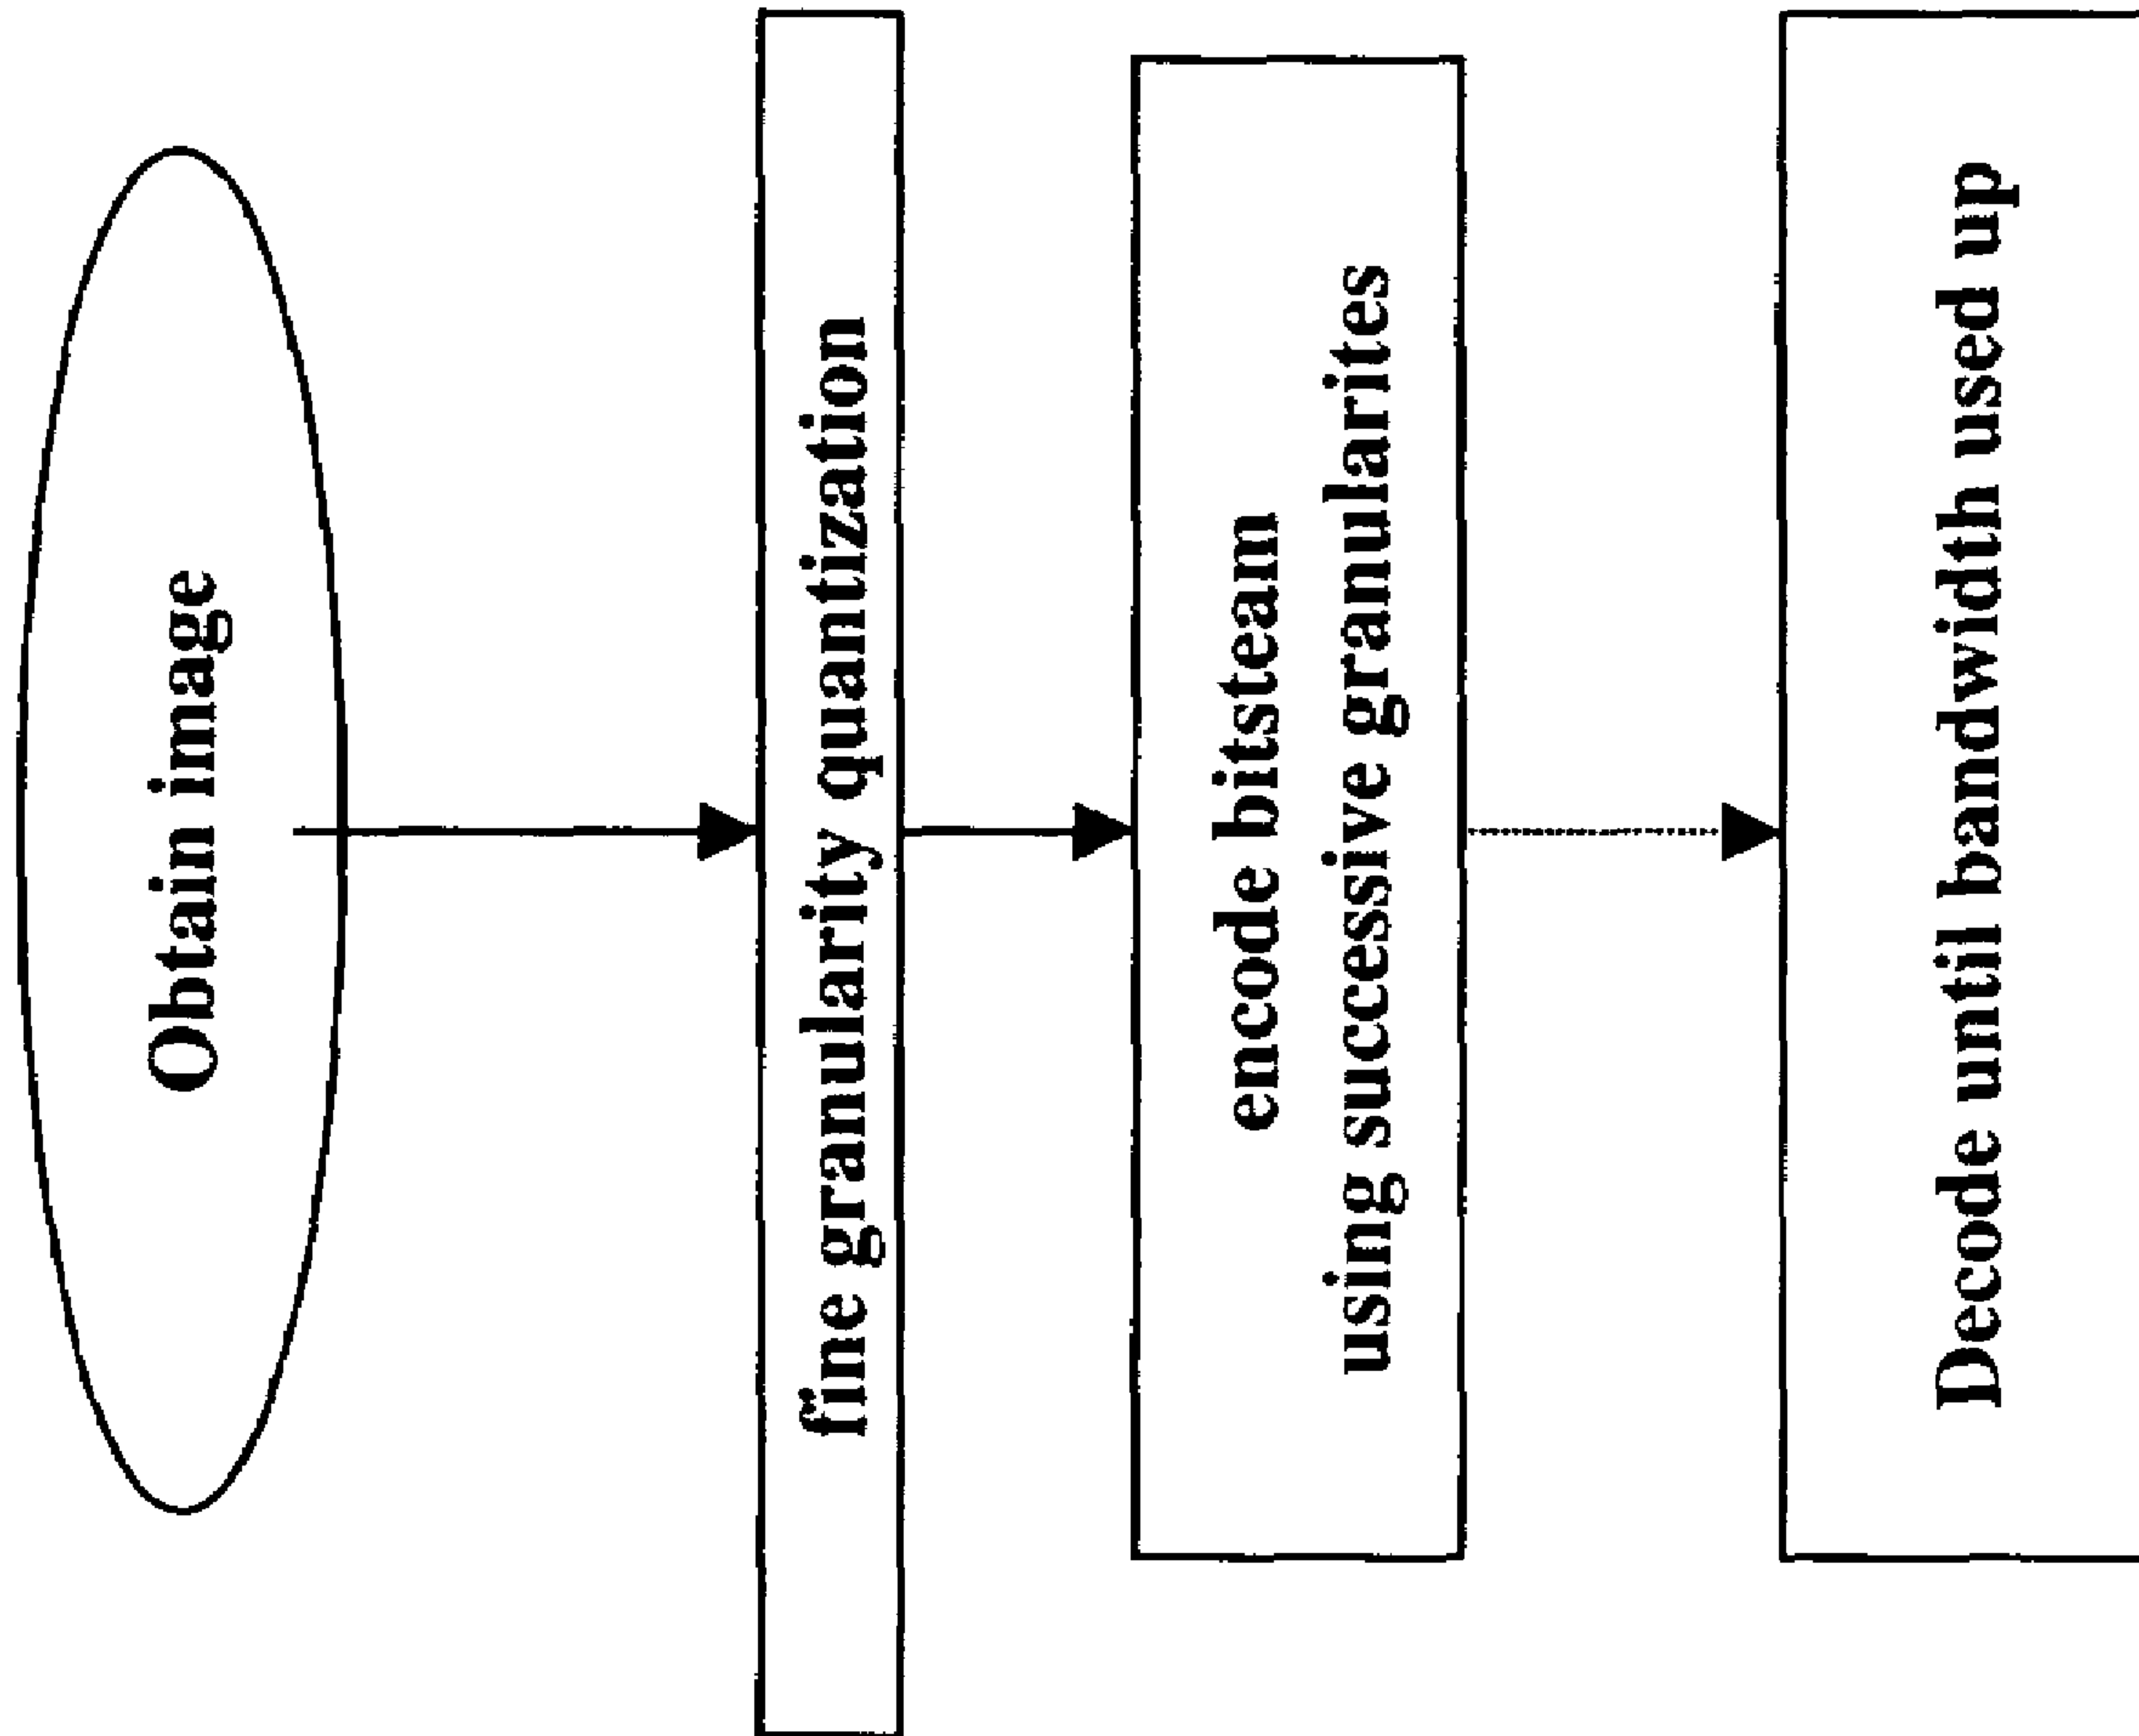 Obtain image
fine granularity quantization
encode bitsteam
using successive granularites
Decode until bandwidth used up